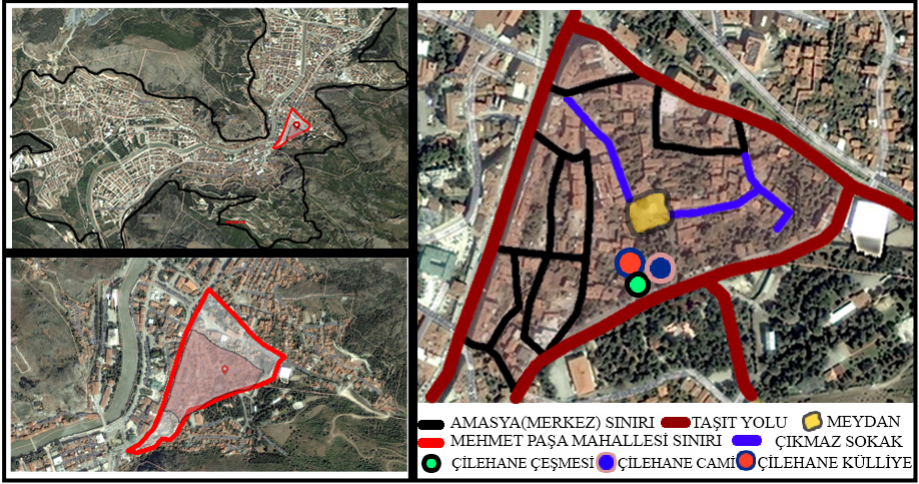 AMASYA(MERKEZ) SINIRI TAŞIT YOLU MEYDAN
MEHMET PAŞA MAHALLESİ SINIRI ÇIKMAZ SOKAK
ÇİLEHANE ÇEŞMESİ ÇİLEHANE CAMİ ÇİLEHANE KÜLLİYE